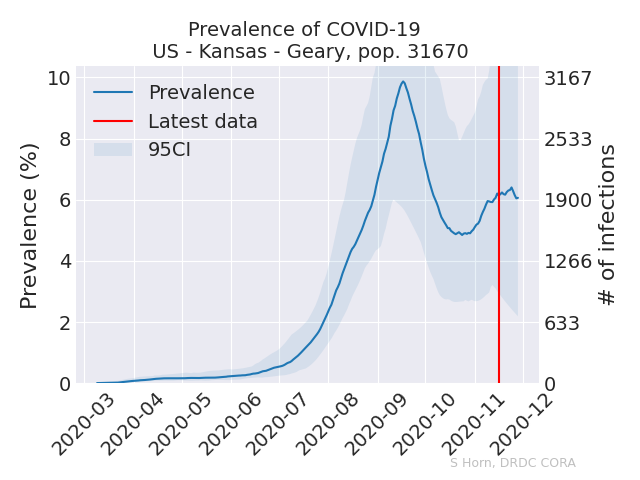 Prevalence of COVID-19
US - Kansas - Geary, pop. 31670
Prevalence (%)
10
8
6
4
2
0
Prevalence
Latest data
95CI
3167
2533
1900
1266
633
0
# of infections
2020-03
2020-04
2020-05
2020-06
2020-07
2020-08
2020-09
2020-10
2020-11
2020-12
S Horn, DRDC CORA